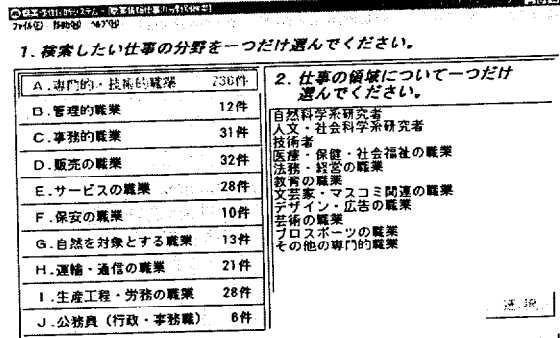 ファイル(F) 移動(M) ヘルプ(H)
1. 検索したい仕事の分野を一つだけ選んでください。
A.専門的・技術的職業
B.管理的職業 12件
C.事務的職業 31件
D.販売の職業 32件
E.サービスの職業 28件
F.保安の職業 10件
G.自然を対象とする職業 13件
H.運輸・通信の職業 21件
I.生産工程・労務の職業 28件
J.公務員（行政・事務職） 6件
2. 仕事の領域について一つだけ
選んでください。
自然科学系研究者
人文・社会科学系研究者
技術者
医療・保健・社会福祉の職業
法務・経営の職業
教育の職業
文芸家・マスコミ関連の職業
デザイン・広告の職業
芸術の職業
プロスポーツの職業
その他の専門的職業
選択